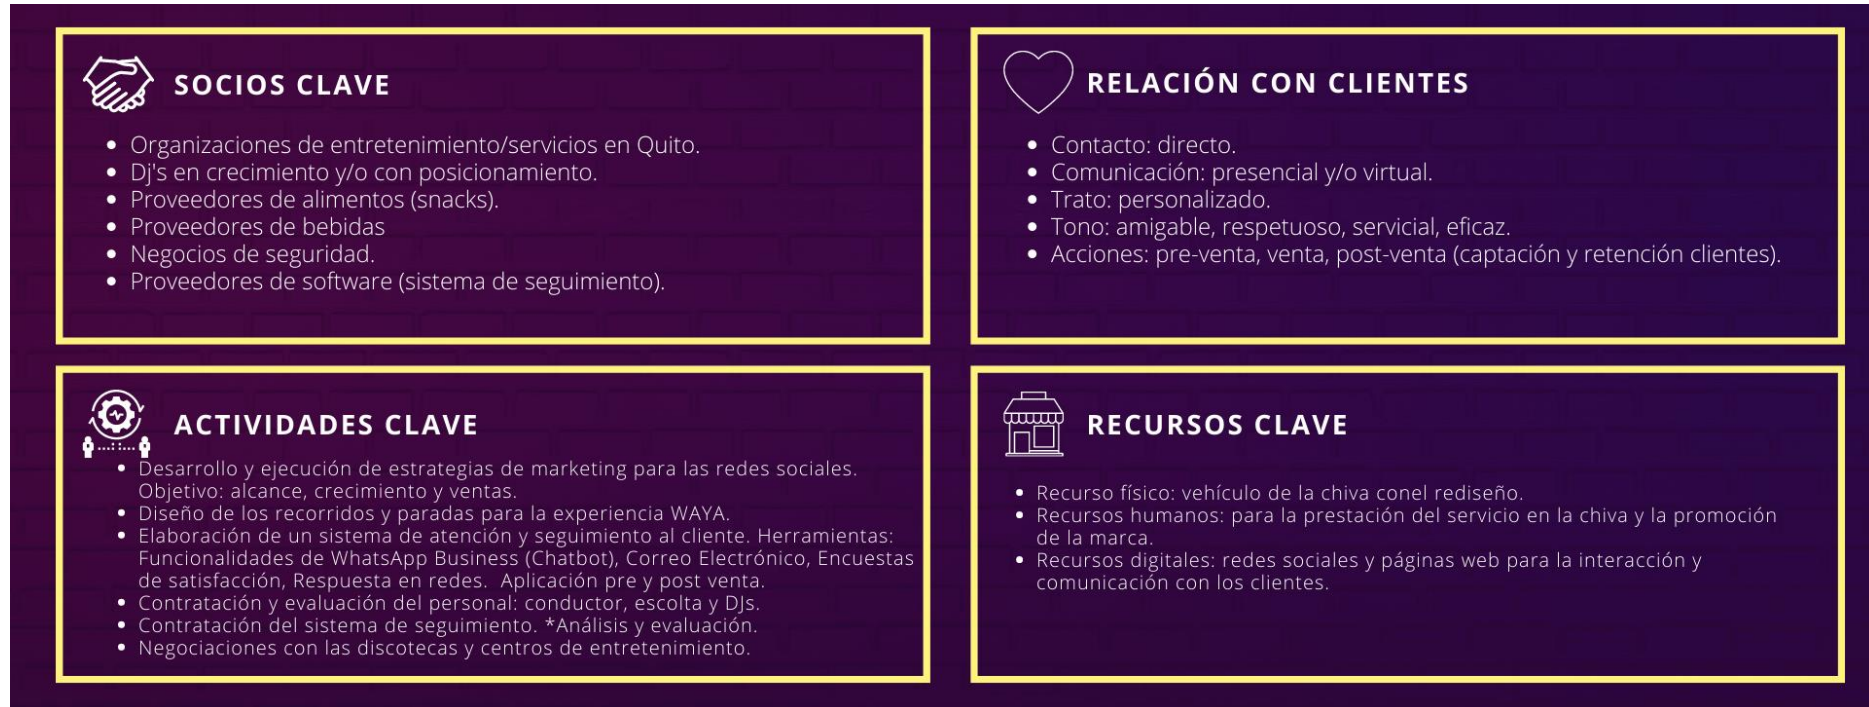 SOCIOS CLAVE
• Organizaciones de entretenimiento/servicios en Quito.
• Dj's en crecimiento y/o con posicionamiento.
• Proveedores de alimentos (snacks).
• Proveedores de bebidas
• Negocios de seguridad.
• Proveedores de software (sistema de seguimiento).
RELACIÓN CON CLIENTES
• Contacto: directo.
• Comunicación: presencial y/o virtual.
• Trato: personalizado.
• Tono: amigable, respetuoso, servicial, eficaz.
• Acciones: pre-venta, venta, post-venta (captación y retención clientes).
ACTIVIDADES CLAVE
• Desarrollo y ejecución de estrategias de marketing para las redes sociales.
Objetivo: alcance, crecimiento y ventas.
• Diseño de los recorridos y paradas para la experiencia WAYA.
• Elaboración de un sistema de atención y seguimiento al cliente. Herramientas:
Funcionalidades de WhatsApp Business (Chatbot), Correo Electrónico, Encuestas
de satisfacción, Respuesta en redes. Aplicación pre y post venta.
• Contratación y evaluación del personal: conductor, escolta y DJs.
• Contratación del sistema de seguimiento. *Análisis y evaluación.
• Negociaciones con las discotecas y centros de entretenimiento.
RECURSOS CLAVE
• Recurso físico: vehículo de la chiva conel rediseño.
• Recursos humanos: para la prestación del servicio en la chiva y la promoción
de la marca.
• Recursos digitales: redes sociales y páginas web para la interacción y
comunicación con los clientes.